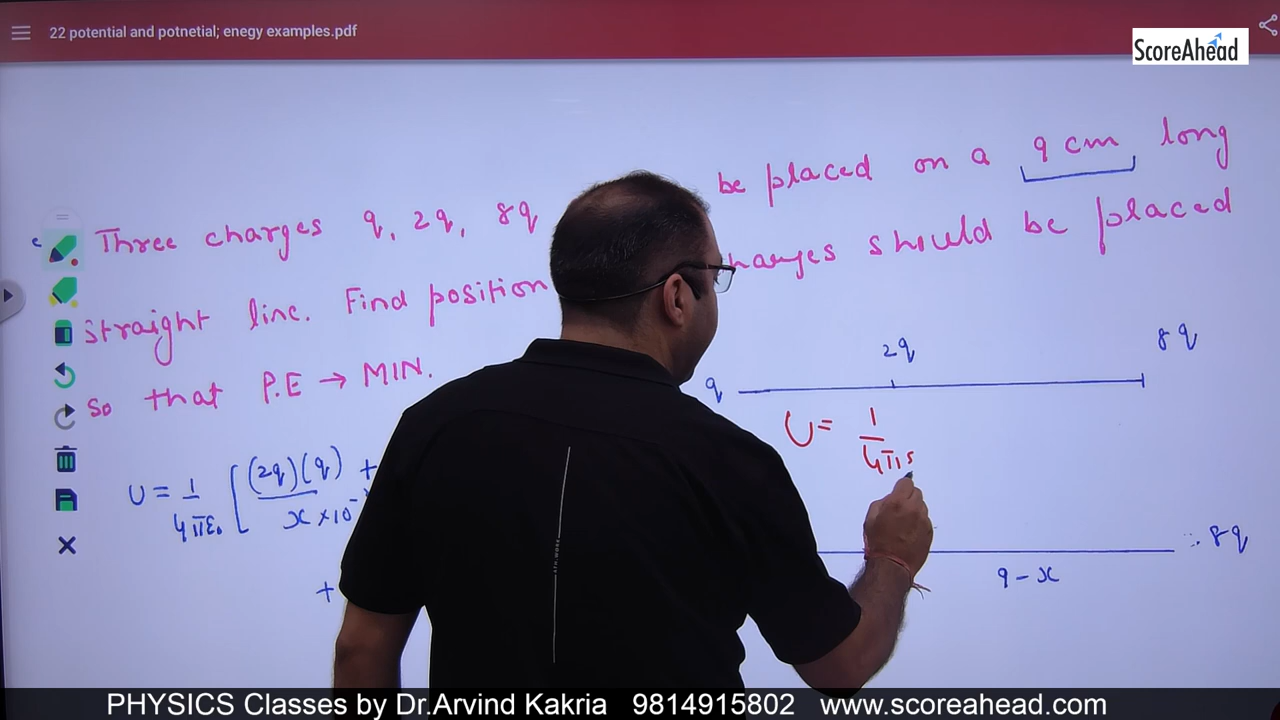 22 potential and potnetial; enegy examples.pdf
ScoreAhead
Three charges q, 2q, 8q be placed on a 9 cm long
straight line. Find position charges should be placed
so that P.E → MIN.
q 2q 8q
U = 1/4πε₀ [(2q)(q)/x×10⁻ +
+
U = 1/4π
8q
9 - x
PHYSICS Classes by Dr.Arvind Kakria 9814915802 www.scoreahead.com